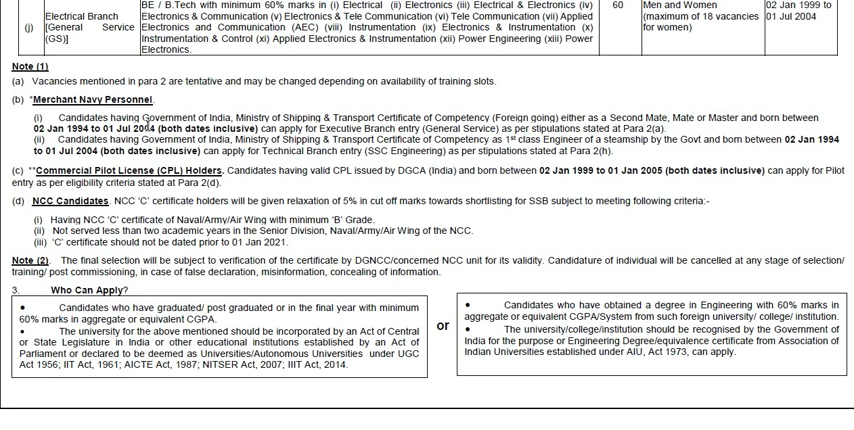 BE / B.Tech with minimum 60% marks in (i) Electrical (ii) Electronics (iii) Electrical & Electronics (iv)
Electronics & Communication (v) Electronics & Tele Communication (vi) Tele Communication (vii) Applied
Electronics and Communication (AEC) (viii) Instrumentation (ix) Electronics & Instrumentation (x)
Instrumentation & Control (xi) Applied Electronics & Instrumentation (xii) Power Engineering (xiii) Power
Electronics.
(j)
Electrical Branch
[General Service
(GS)]
60
Men and Women
(maximum of 18 vacancies
for women)
02 Jan 1999 to
01 Jul 2004
Note (1)
(a) Vacancies mentioned in para 2 are tentative and may be changed depending on availability of training slots.
(b) *Merchant Navy Personnel.
(i) Candidates having Government of India, Ministry of Shipping & Transport Certificate of Competency (Foreign going) either as a Second Mate, Mate or Master and born between
02 Jan 1994 to 01 Jul 2004 (both dates inclusive) can apply for Executive Branch entry (General Service) as per stipulations stated at Para 2(a).
(ii) Candidates having Government of India, Ministry of Shipping & Transport Certificate of Competency as 1st class Engineer of a steamship by the Govt and born between 02 Jan 1994
to 01 Jul 2004 (both dates inclusive) can apply for Technical Branch entry (SSC Engineering) as per stipulations stated at Para 2(h).
(c) **Commercial Pilot License (CPL) Holders. Candidates having valid CPL issued by DGCA (India) and born between 02 Jan 1999 to 01 Jan 2005 (both dates inclusive) can apply for Pilot
entry as per eligibility criteria stated at Para 2(d).
(d) NCC Candidates. NCC 'C' certificate holders will be given relaxation of 5% in cut off marks towards shortlisting for SSB subject to meeting following criteria:-
(i) Having NCC 'C' certificate of Naval/Army/Air Wing with minimum 'B' Grade.
(ii) Not served less than two academic years in the Senior Division, Naval/Army/Air Wing of the NCC.
(iii) 'C' certificate should not be dated prior to 01 Jan 2021.
Note (2). The final selection will be subject to verification of the certificate by DGNCC/concerned NCC unit for its validity. Candidature of individual will be cancelled at any stage of selection/
training/ post commissioning, in case of false declaration, misinformation, concealing of information.
3. Who Can Apply?
• Candidates who have graduated/ post graduated or in the final year with minimum
60% marks in aggregate or equivalent CGPA.
• The university for the above mentioned should be incorporated by an Act of Central
or State Legislature in India or other educational institutions established by an Act of
Parliament or declared to be deemed as Universities/Autonomous Universities under UGC
Act 1956; IIT Act, 1961; AICTE Act, 1987; NITSER Act, 2007; IIIT Act, 2014.
or
• Candidates who have obtained a degree in Engineering with 60% marks in
aggregate or equivalent CGPA/System from such foreign university/ college/ institution.
• The university/college/institution should be recognised by the Government of
India for the purpose or Engineering Degree/equivalence certificate from Association of
Indian Universities established under AIU, Act 1973, can apply.